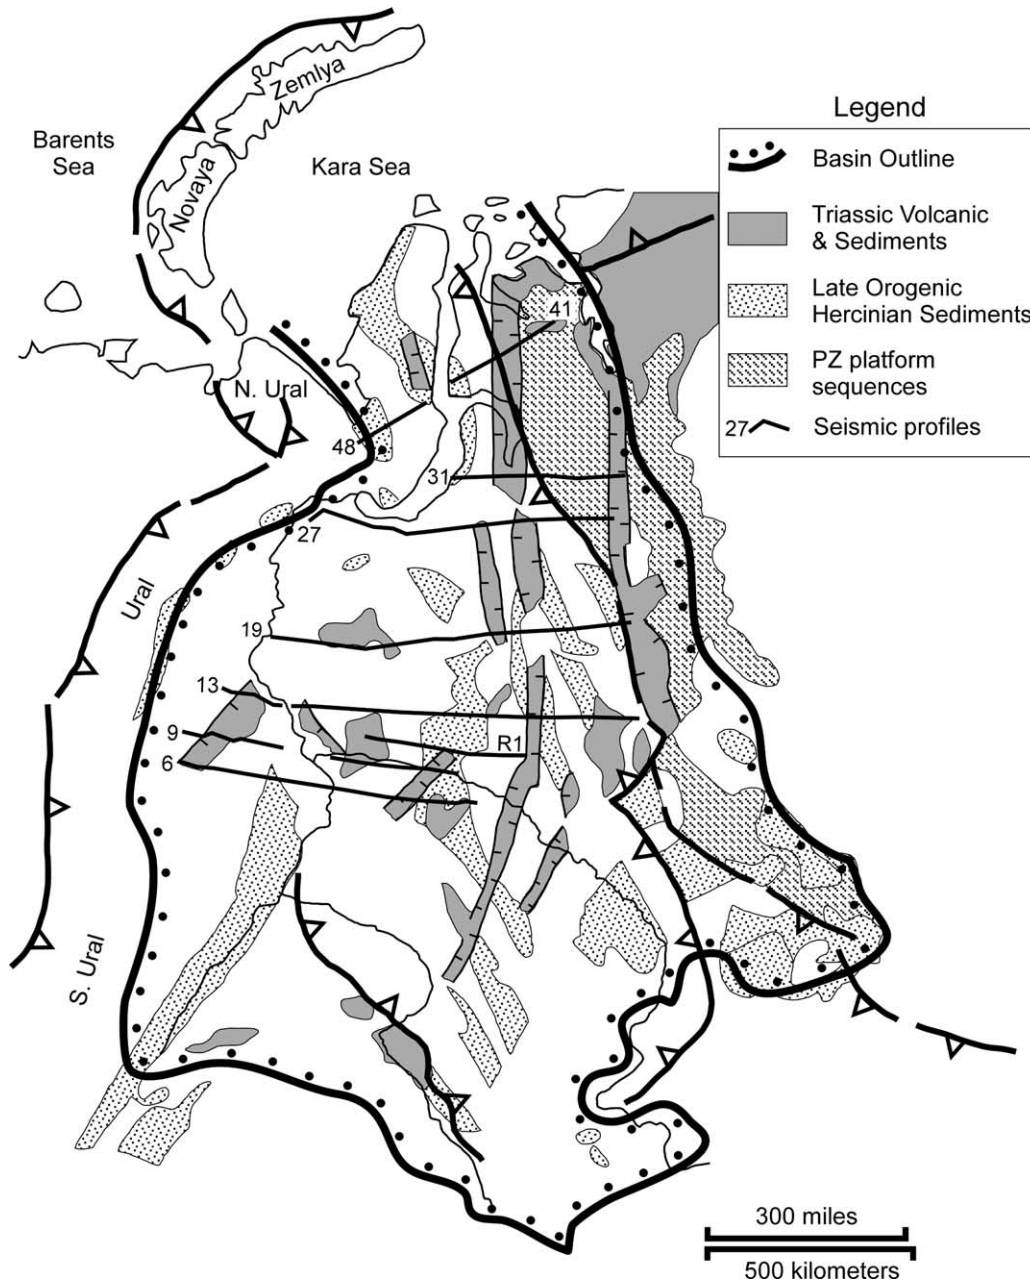 Zemlya
Novaya
Barents
Sea
Kara Sea
Legend
Basin Outline
Triassic Volcanic
& Sediments
Late Orogenic
Hercinian Sediments
PZ platform
sequences
27
Seismic profiles
41
N. Ural
48
31
27
Ural
19
13
9
R1
6
S. Ural
300 miles
500 kilometers